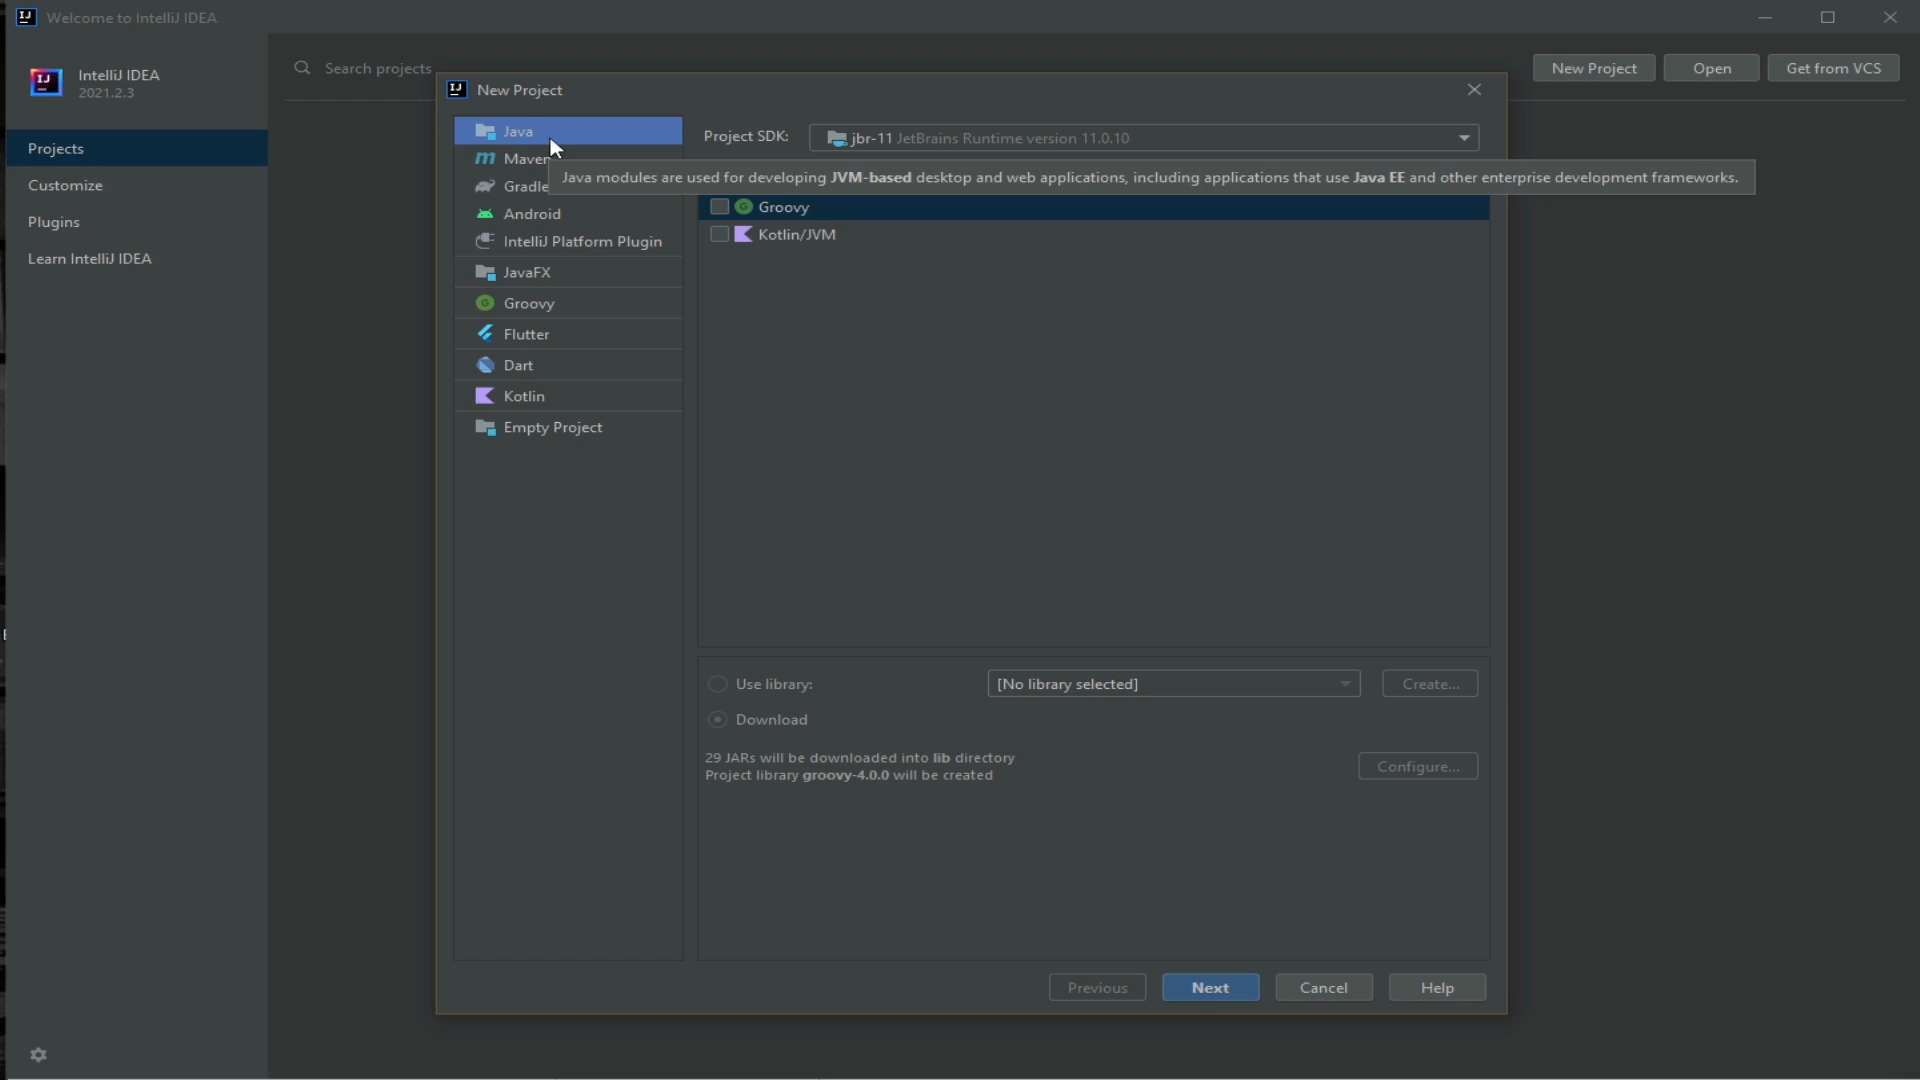 IJ Welcome to IntelliJ IDEA
IJ
IntelliJ IDEA
2021.2.3
Projects
Customize
Plugins
Learn IntelliJ IDEA
Search projects
New Project
Open
Get from VCS
IJ New Project
Java
Maven
Gradle
Android
IntelliJ Platform Plugin
JavaFX
Groovy
Flutter
Dart
Kotlin
Empty Project
Project SDK:
jbr-11 JetBrains Runtime version 11.0.10
Java modules are used for developing JVM-based desktop and web applications, including applications that use Java EE and other enterprise development frameworks.
G Groovy
Kotlin/JVM
Use library:
[No library selected]
Create...
Download
29 JARs will be downloaded into lib directory
Project library groovy-4.0.0 will be created
Configure...
Previous
Next
Cancel
Help